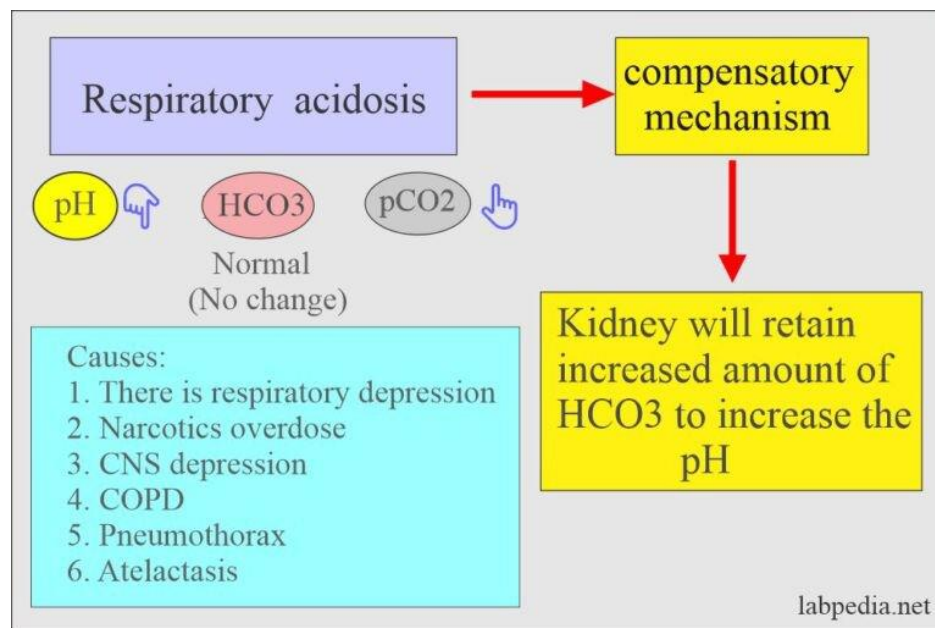 Respiratory acidosis
compensatory
mechanism
pH
HCO3
pCO2
Normal
(No change)
Causes:
1. There is respiratory depression
2. Narcotics overdose
3. CNS depression
4. COPD
5. Pneumothorax
6. Atelactasis
Kidney will retain
increased amount of
HCO3 to increase the
pH
labpedia.net